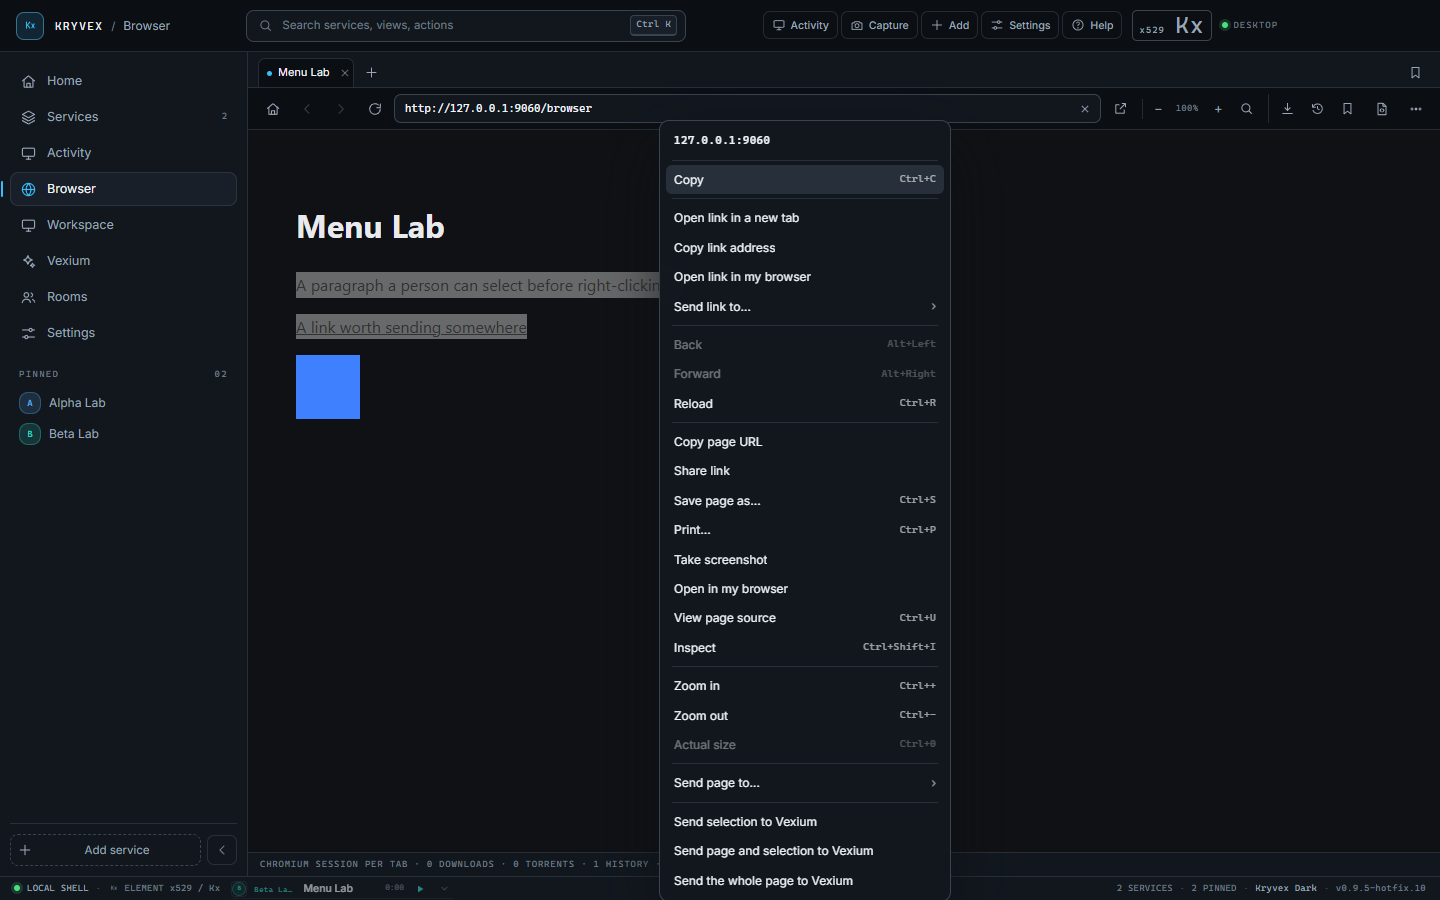 Kx KRYVEX / Browser
Search services, views, actions Ctrl K
Activity Capture Add Settings Help x529 Kx DESKTOP
Home
Services 2
Activity
Browser
Workspace
Vexium
Rooms
Settings
PINNED 02
A Alpha Lab
B Beta Lab
Add service
Menu Lab
http://127.0.0.1:9060/browser
100%
Menu Lab
A paragraph a person can select before right-clickin
A link worth sending somewhere
127.0.0.1:9060
Copy Ctrl+C
Open link in a new tab
Copy link address
Open link in my browser
Send link to...
Back Alt+Left
Forward Alt+Right
Reload Ctrl+R
Copy page URL
Share link
Save page as... Ctrl+S
Print... Ctrl+P
Take screenshot
Open in my browser
View page source Ctrl+U
Inspect Ctrl+Shift+I
Zoom in Ctrl++
Zoom out Ctrl+−
Actual size Ctrl+0
Send page to...
Send selection to Vexium
Send page and selection to Vexium
Send the whole page to Vexium
CHROMIUM SESSION PER TAB · 0 DOWNLOADS · 0 TORRENTS · 1 HISTORY ·
LOCAL SHELL · Kx ELEMENT x529 / Kx B Beta La… Menu Lab 0:00
2 SERVICES · 2 PINNED · Kryvex Dark · v0.9.5-hotfix.10